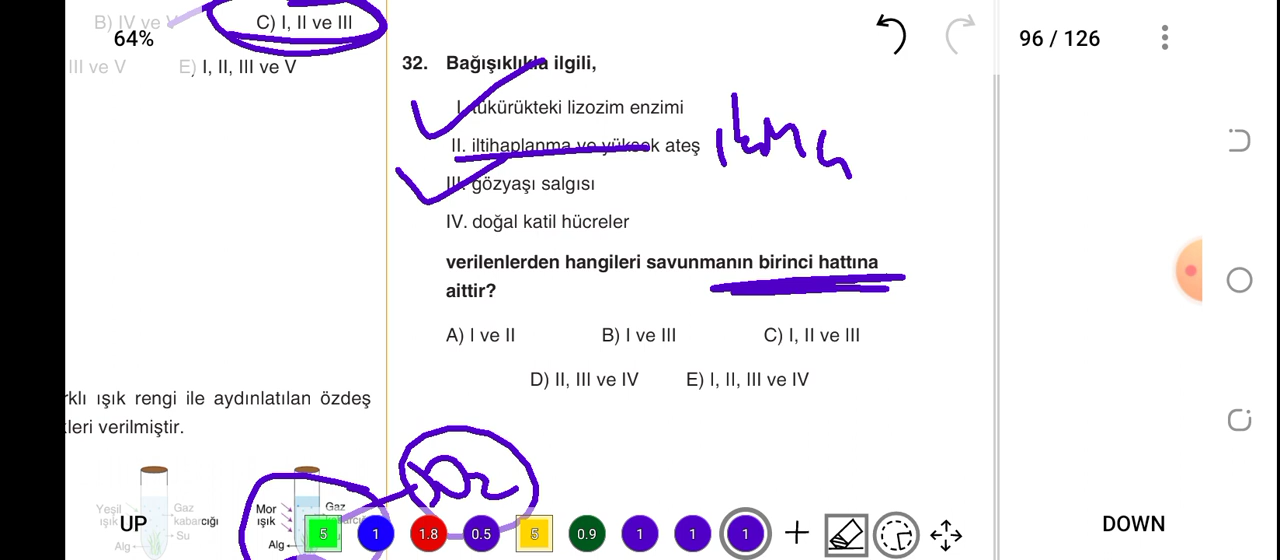 B) IV ve V
C) I, II ve III
64%
III ve V
E) I, II, III ve V
96 / 126
32. Bağışıklıkla ilgili,
I. tükürükteki lizozim enzimi
II. iltihaplanma ve yüksek ateş
III. gözyaşı salgısı
IV. doğal katil hücreler
verilenlerden hangileri savunmanın birinci hattına
aittir?
A) I ve II
B) I ve III
C) I, II ve III
D) II, III ve IV
E) I, II, III ve IV
rklı ışık rengi ile aydınlatılan özdeş
leri verilmiştir.
Yeşil
ışık
Gaz
kabarcığı
Su
Alg
Mor
ışık
Gaz
kabarcığı
Alg
UP
5
1
1.8
0.5
5
0.9
1
1
1
DOWN